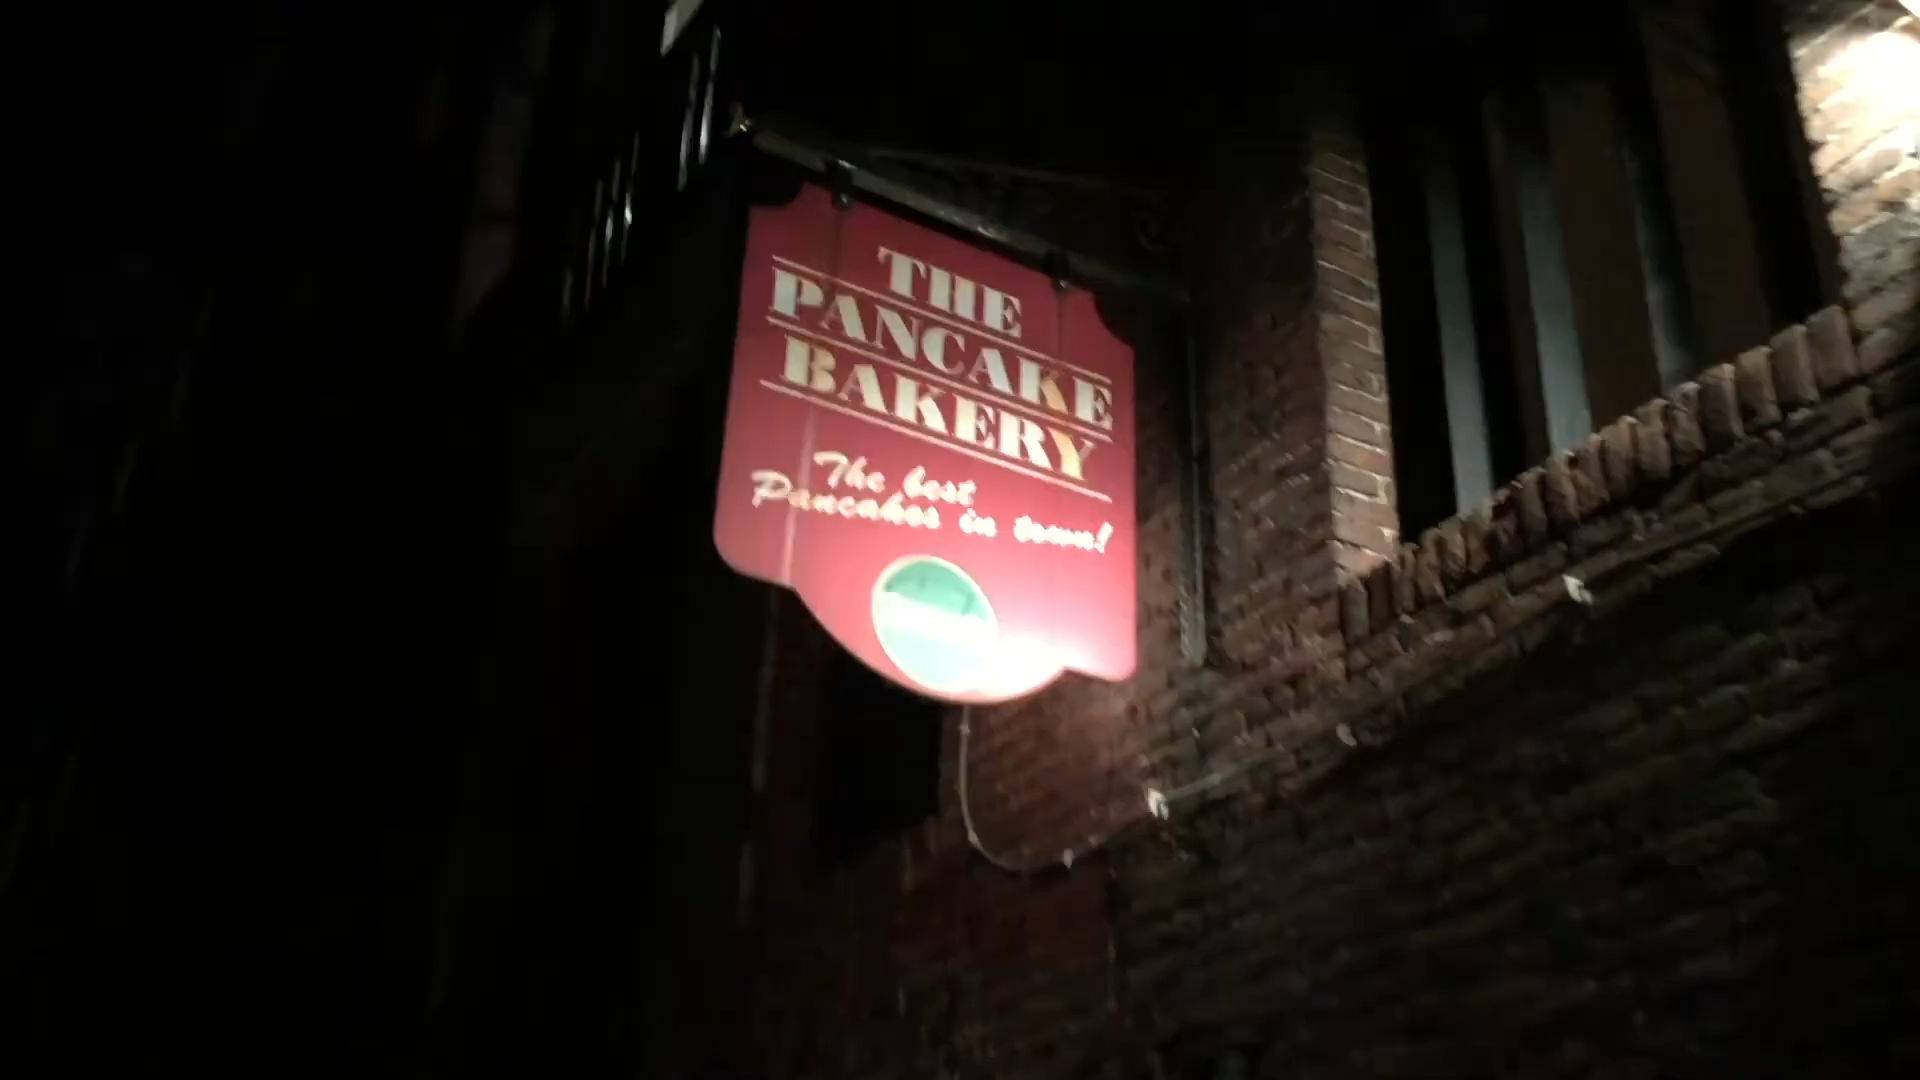 THE
PANCAKE
BAKERY
The best
Pancakes in town!